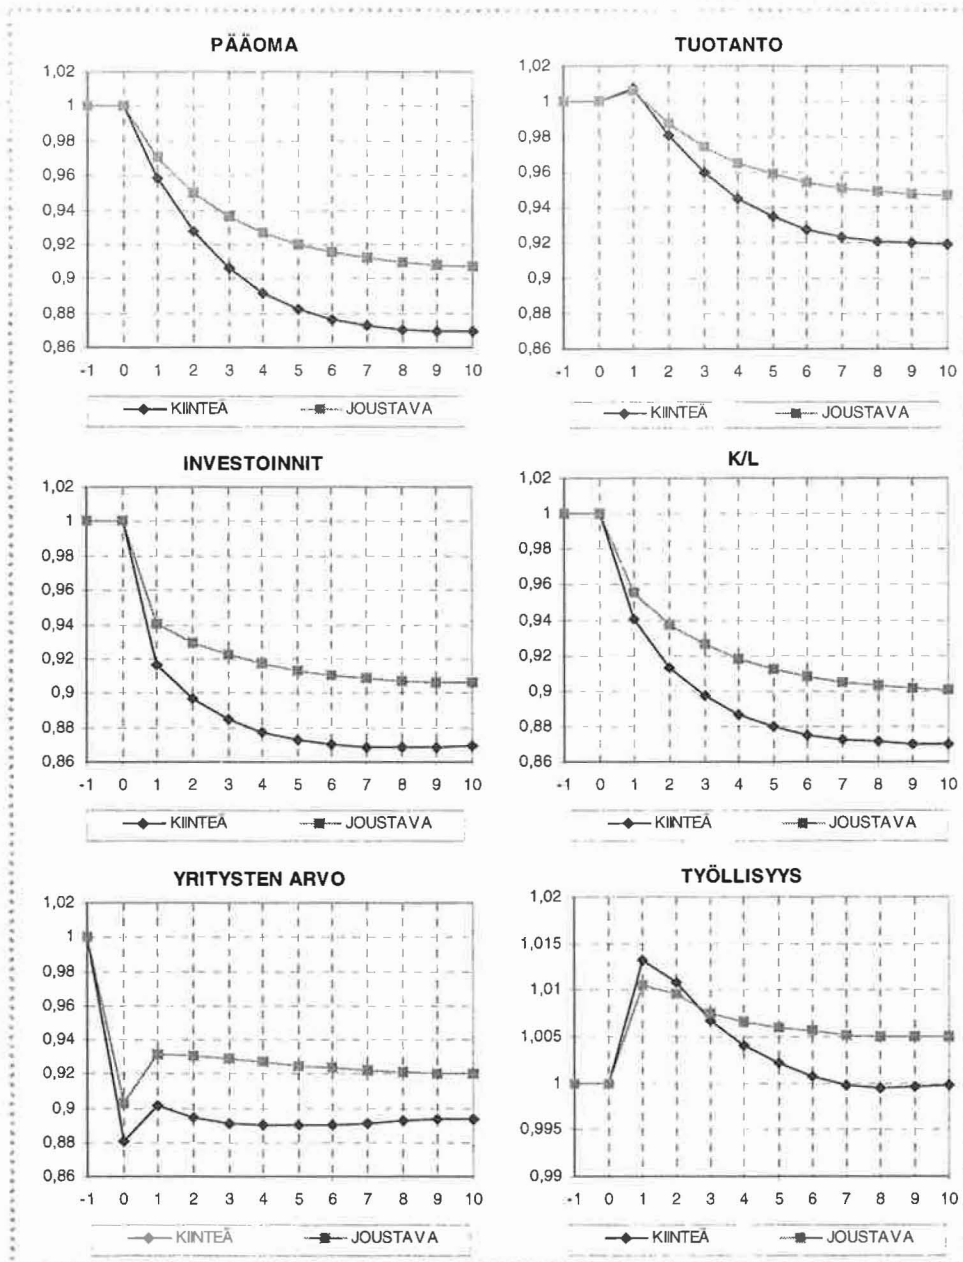 PÄÄOMA
1,02
1
0,98
0,96
0,94
0,92
0,9
0,88
0,86
-1 0 1 2 3 4 5 6 7 8 9 10
KIINTEÄ JOUSTAVA
TUOTANTO
1,02
1
0,98
0,96
0,94
0,92
0,9
0,88
0,86
-1 0 1 2 3 4 5 6 7 8 9 10
KIINTEÄ JOUSTAVA
INVESTOINNIT
1,02
1
0,98
0,96
0,94
0,92
0,9
0,88
0,86
-1 0 1 2 3 4 5 6 7 8 9 10
KIINTEÄ JOUSTAVA
K/L
1,02
1
0,98
0,96
0,94
0,92
0,9
0,88
0,86
-1 0 1 2 3 4 5 6 7 8 9 10
KIINTEÄ JOUSTAVA
YRITYSTEN ARVO
1,02
1
0,98
0,96
0,94
0,92
0,9
0,88
0,86
-1 0 1 2 3 4 5 6 7 8 9 10
KIINTEÄ JOUSTAVA
TYÖLLISYYS
1,02
1,015
1,01
1,005
1
0,995
0,99
-1 0 1 2 3 4 5 6 7 8 9 10
KIINTEÄ JOUSTAVA